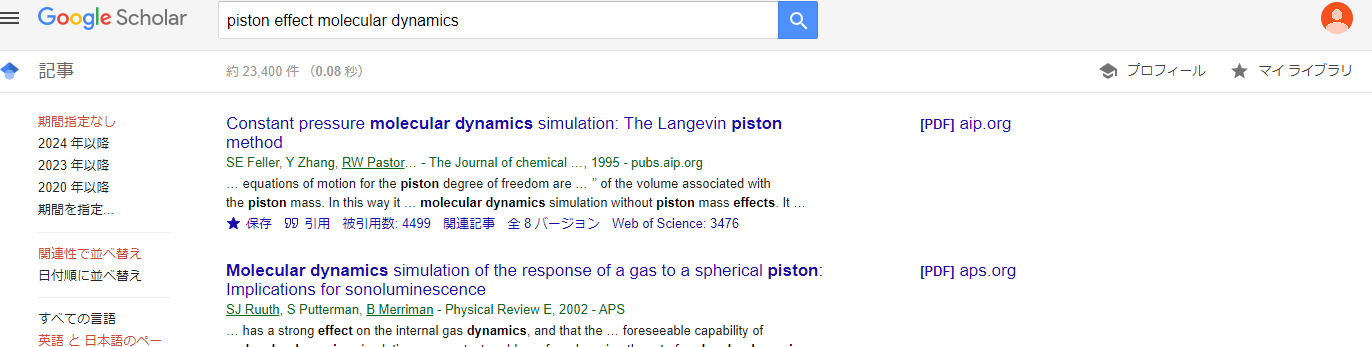 Google Scholar
piston effect molecular dynamics
記事
約 23,400 件 （0.08 秒）
プロフィール
マイ ライブラリ
期間指定なし
2024 年以降
2023 年以降
2020 年以降
期間を指定...
関連性で並べ替え
日付順に並べ替え
すべての言語
英語 と 日本語のペー
Constant pressure molecular dynamics simulation: The Langevin piston
method
SE Feller, Y Zhang, RW Pastor… - The Journal of chemical …, 1995 - pubs.aip.org
… equations of motion for the piston degree of freedom are … ” of the volume associated with
the piston mass. In this way it … molecular dynamics simulation without piston mass effects. It …
保存 引用 被引用数: 4499 関連記事 全 8 バージョン Web of Science: 3476
[PDF] aip.org
Molecular dynamics simulation of the response of a gas to a spherical piston:
Implications for sonoluminescence
SJ Ruuth, S Putterman, B Merriman - Physical Review E, 2002 - APS
… has a strong effect on the internal gas dynamics, and that the … foreseeable capability of
[PDF] aps.org